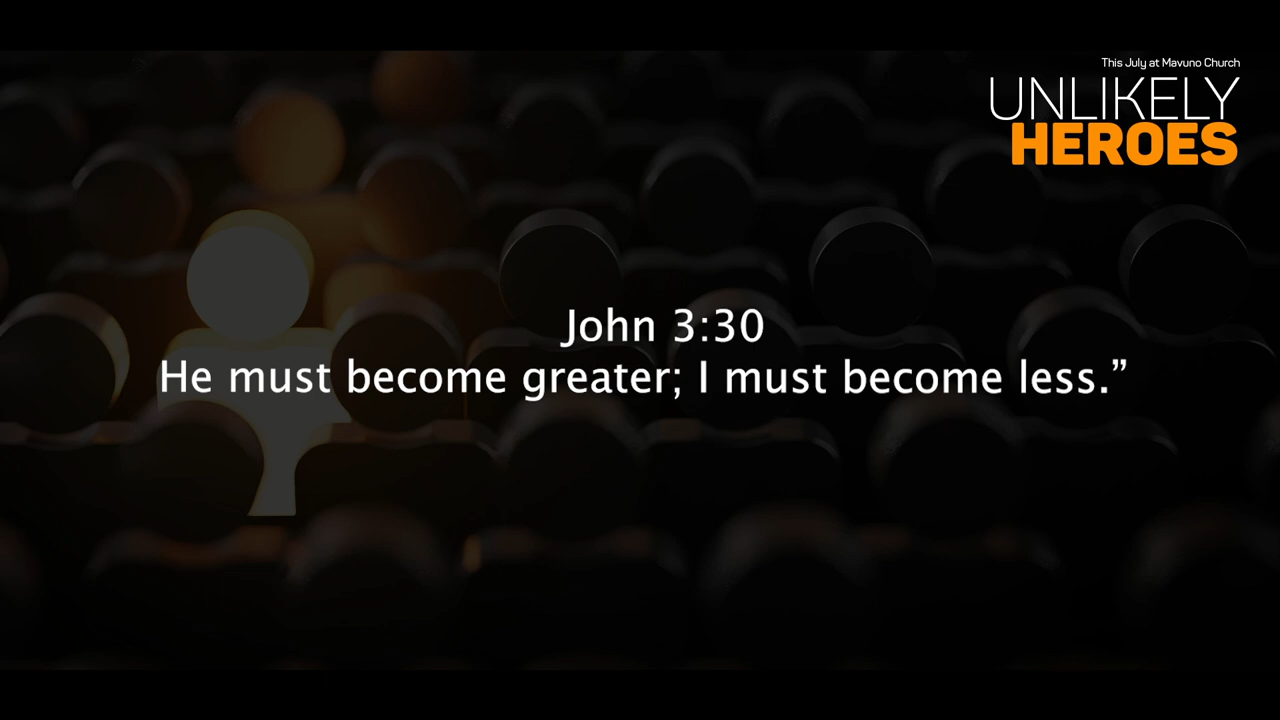 This July at Mavuno Church
UNLIKELY
HEROES
John 3:30
He must become greater; I must become less.”